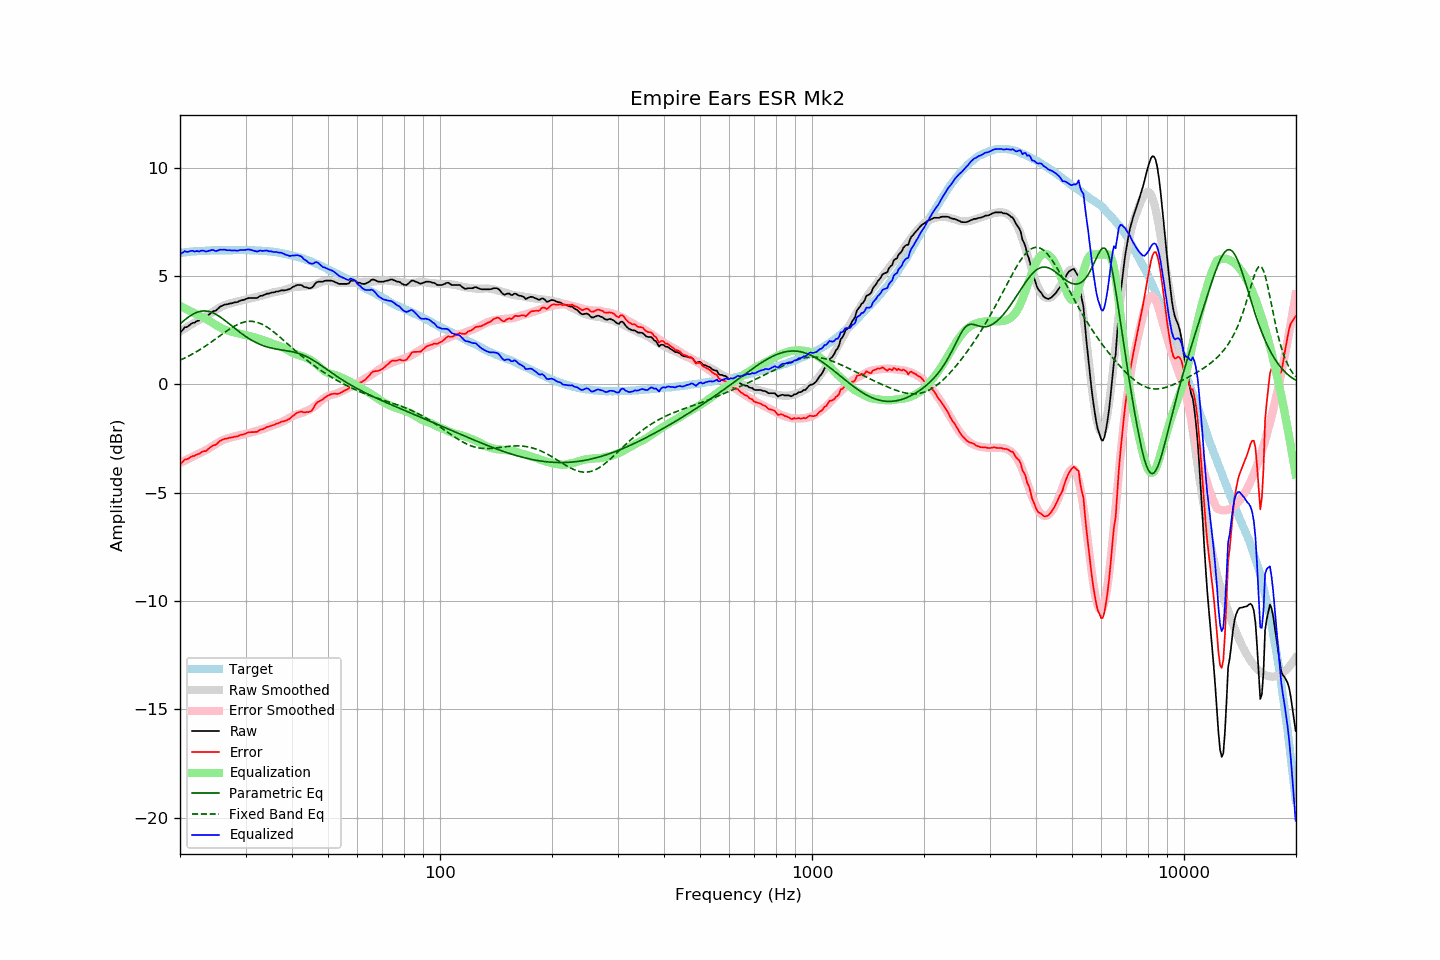 Empire Ears ESR Mk2
Amplitude (dBr)
10
5
0
−5
−10
−15
−20
Target
Raw Smoothed
Error Smoothed
Raw
Error
Equalization
Parametric Eq
Fixed Band Eq
Equalized
100
1000
10000
Frequency (Hz)